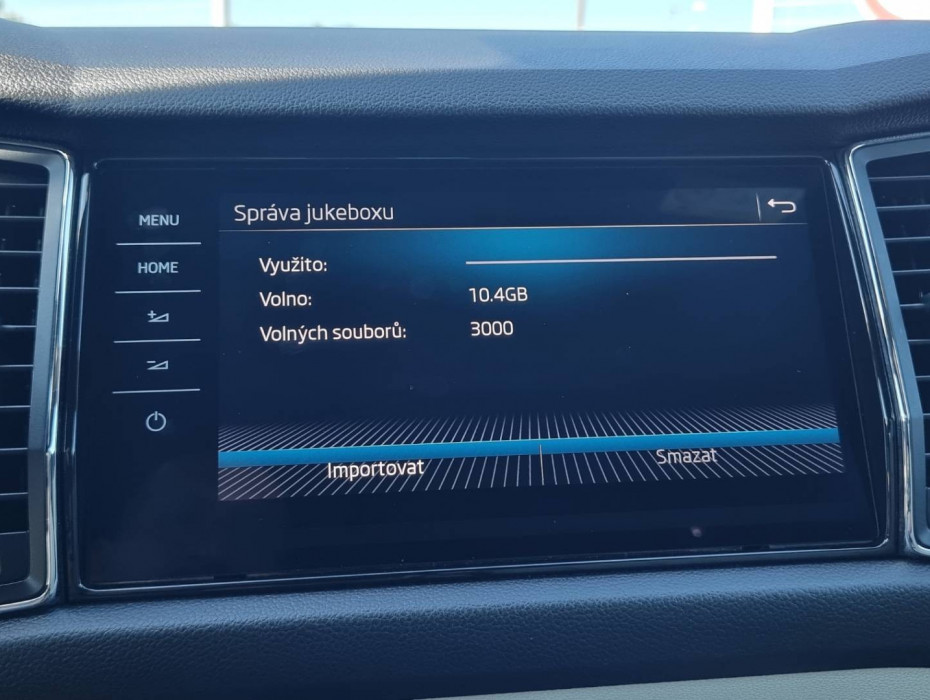 MENU
HOME
Správa jukeboxu
Využito:
Volno: 10.4GB
Volných souborů: 3000
Importovat
Smazat